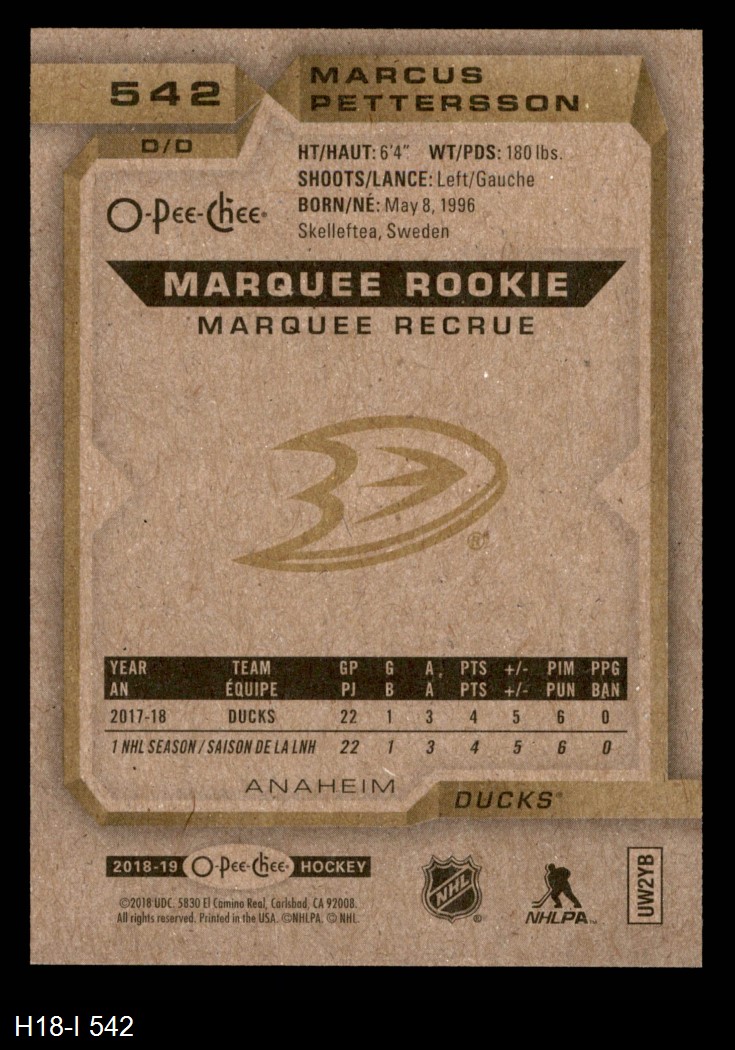 542
MARCUS
PETTERSSON
D/D
HT/HAUT: 6'4" WT/PDS: 180 lbs.
SHOOTS/LANCE: Left/Gauche
BORN/NÉ: May 8, 1996
Skelleftea, Sweden
O-Pee-Chee®
MARQUEE ROOKIE
MARQUEE RECRUE
®
YEAR TEAM GP G A PTS +/- PIM PPG
AN ÉQUIPE PJ B A PTS +/- PUN BAN
2017-18 DUCKS 22 1 3 4 5 6 0
1 NHL SEASON / SAISON DE LA LNH 22 1 3 4 5 6 0
ANAHEIM
DUCKS®
2018-19 O-Pee-Chee® HOCKEY
©2018 UDC. 5830 El Camino Real, Carlsbad, CA 92008.
All rights reserved. Printed in the USA. ©NHLPA. © NHL.
NHL®
NHLPA™
UW2YB
H18-I 542